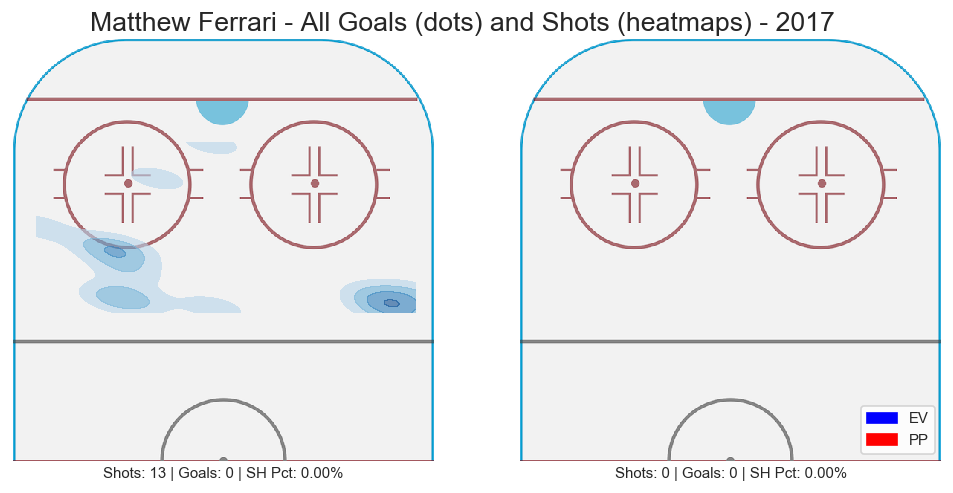 Matthew Ferrari - All Goals (dots) and Shots (heatmaps) - 2017
EV
PP
Shots: 13 | Goals: 0 | SH Pct: 0.00%
Shots: 0 | Goals: 0 | SH Pct: 0.00%